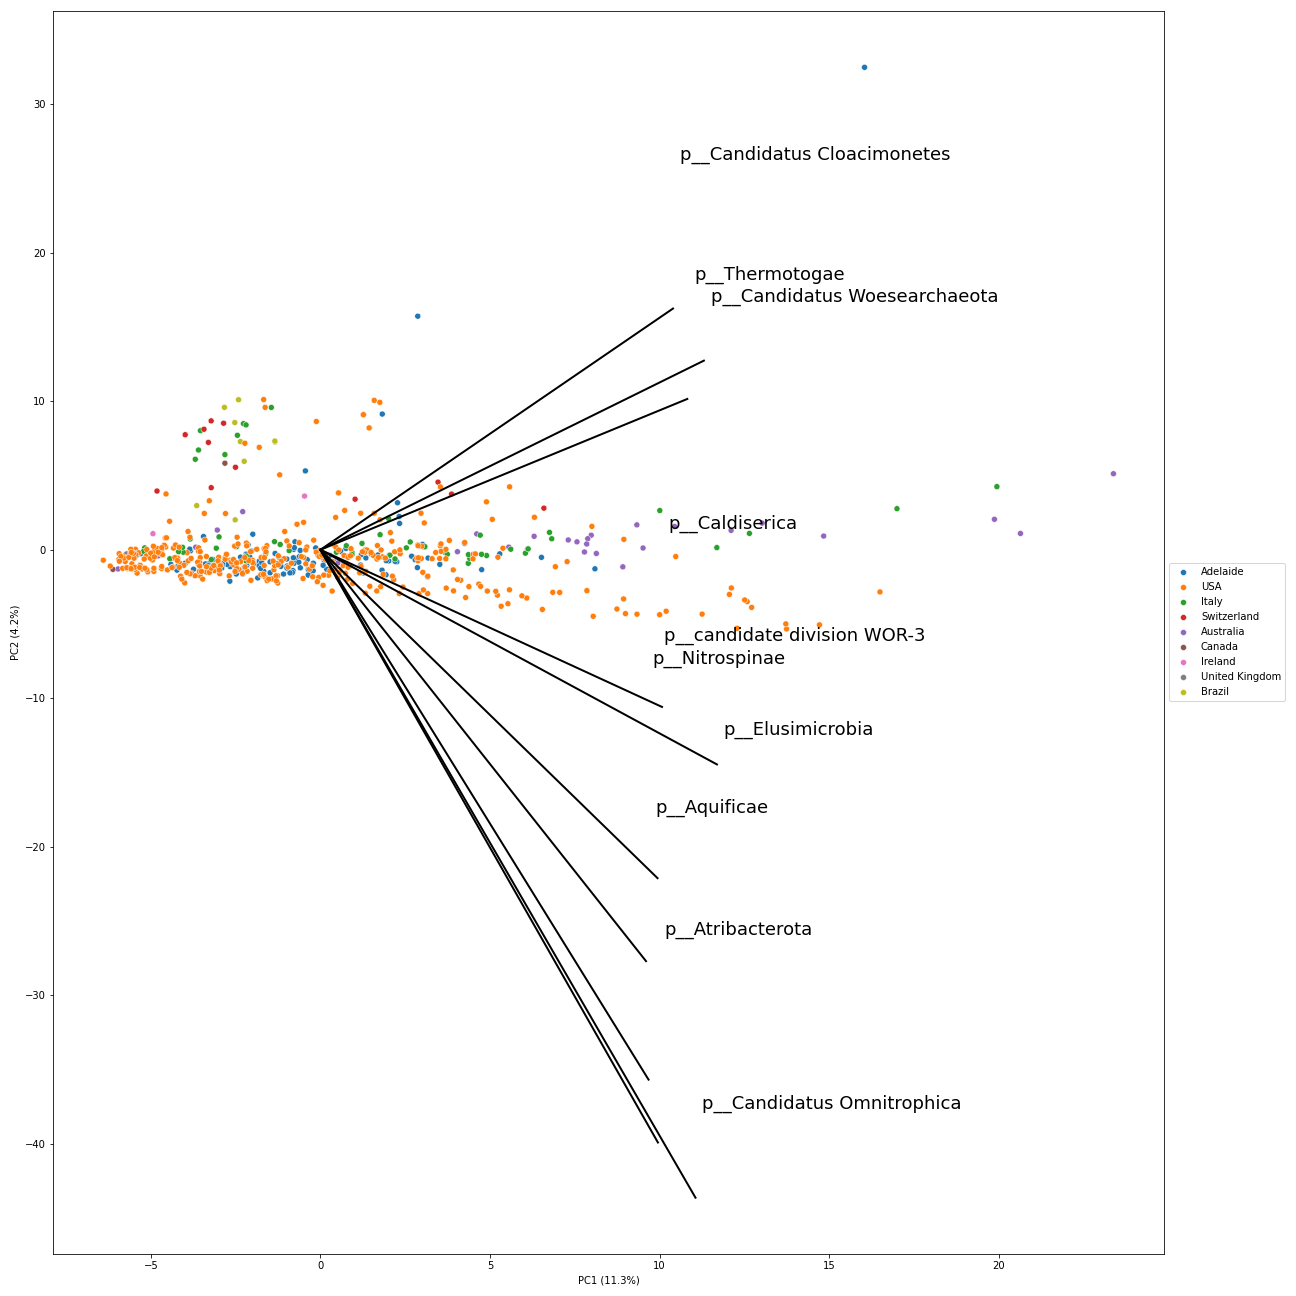 30
p__Candidatus Cloacimonetes
20
p__Thermotogae
p__Candidatus Woesearchaeota
10
p__Caldiserica
0
Adelaide
USA
Italy
Switzerland
Australia
Canada
Ireland
United Kingdom
Brazil
PC2 (4.2%)
p__candidate division WOR-3
p__Nitrospinae
−10
p__Elusimicrobia
p__Aquificae
−20
p__Atribacterota
−30
p__Candidatus Omnitrophica
−40
−5 0 5 10 15 20
PC1 (11.3%)